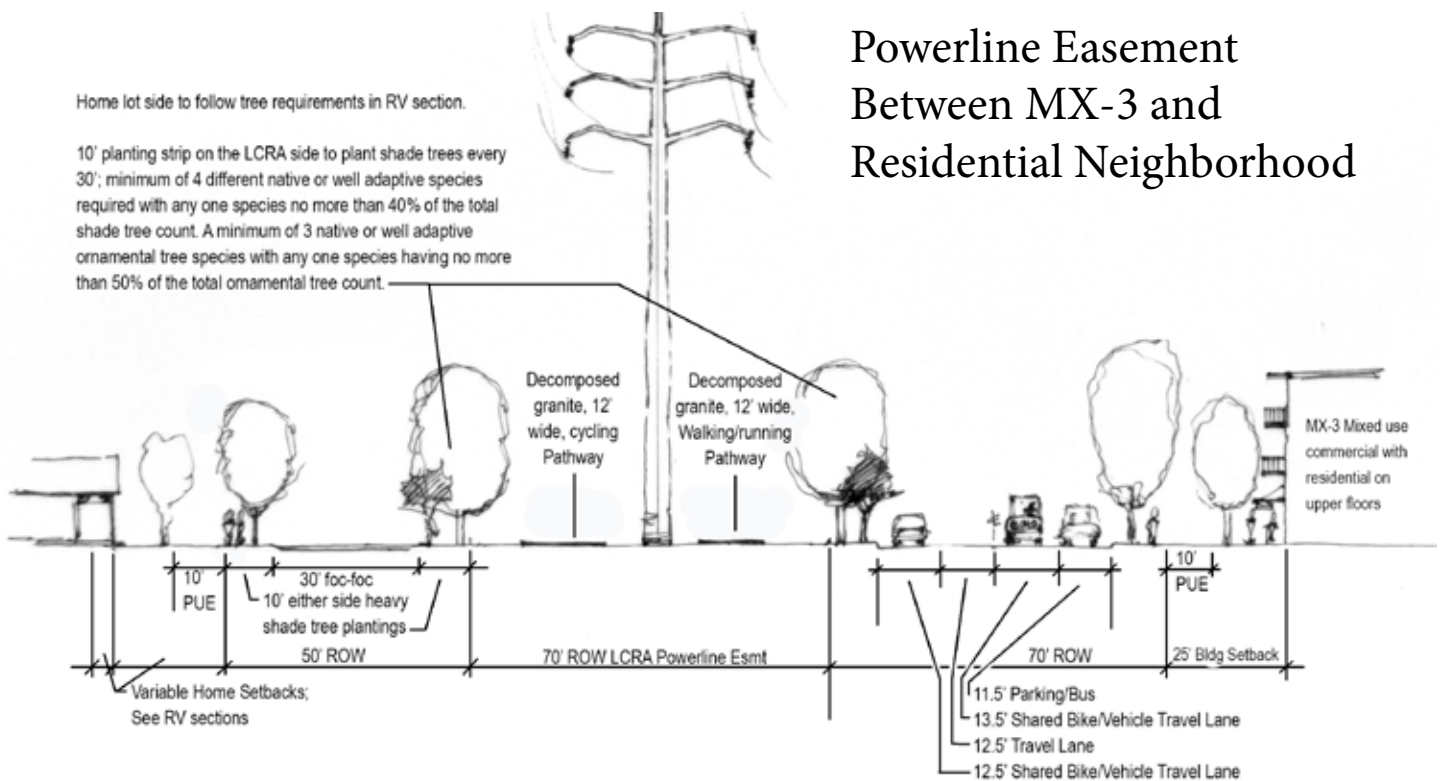 Powerline Easement
Between MX-3 and
Residential Neighborhood
Home lot side to follow tree requirements in RV section.
10' planting strip on the LCRA side to plant shade trees every
30'; minimum of 4 different native or well adaptive species
required with any one species no more than 40% of the total
shade tree count. A minimum of 3 native or well adaptive
ornamental tree species with any one species having no more
than 50% of the total ornamental tree count.
Decomposed
granite, 12'
wide, cycling
Pathway
Decomposed
granite, 12' wide,
Walking/running
Pathway
MX-3 Mixed use
commercial with
residential on
upper floors
10'
PUE
30' foc-foc
10' either side heavy
shade tree plantings
10'
PUE
50' ROW
70' ROW LCRA Powerline Esmt
70' ROW
25' Bldg Setback
Variable Home Setbacks;
See RV sections
11.5' Parking/Bus
13.5' Shared Bike/Vehicle Travel Lane
12.5' Travel Lane
12.5' Shared Bike/Vehicle Travel Lane